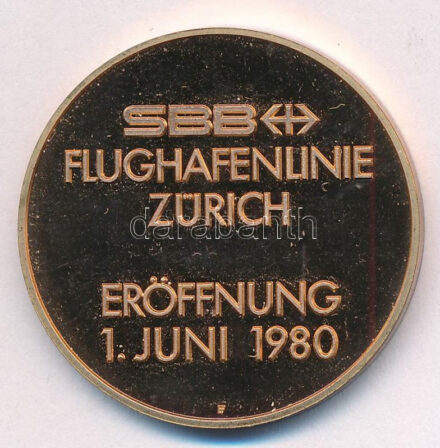 SBB
FLUGHAFENLINIE
ZÜRICH
darabanth
ERÖFFNUNG
1. JUNI 1980